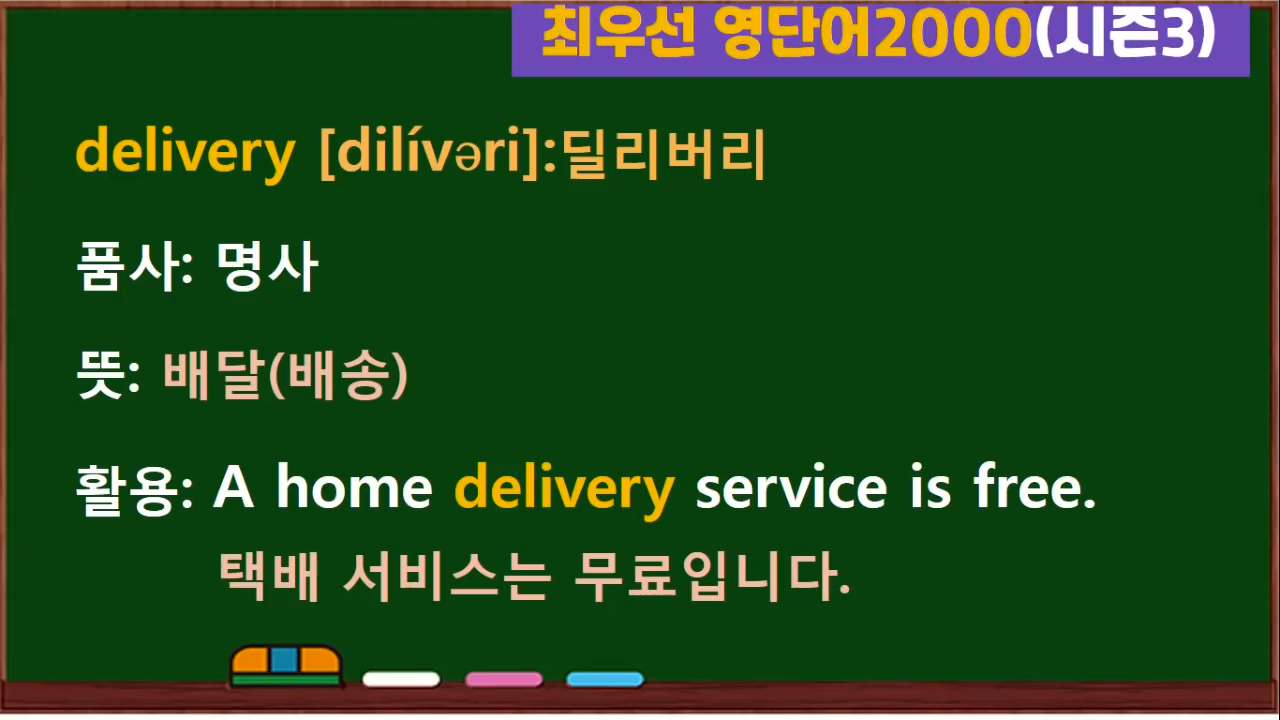 최우선 영단어2000(시즌3)
delivery [dilívəri]:딜리버리
품사: 명사
뜻: 배달(배송)
활용: A home delivery service is free.
택배 서비스는 무료입니다.